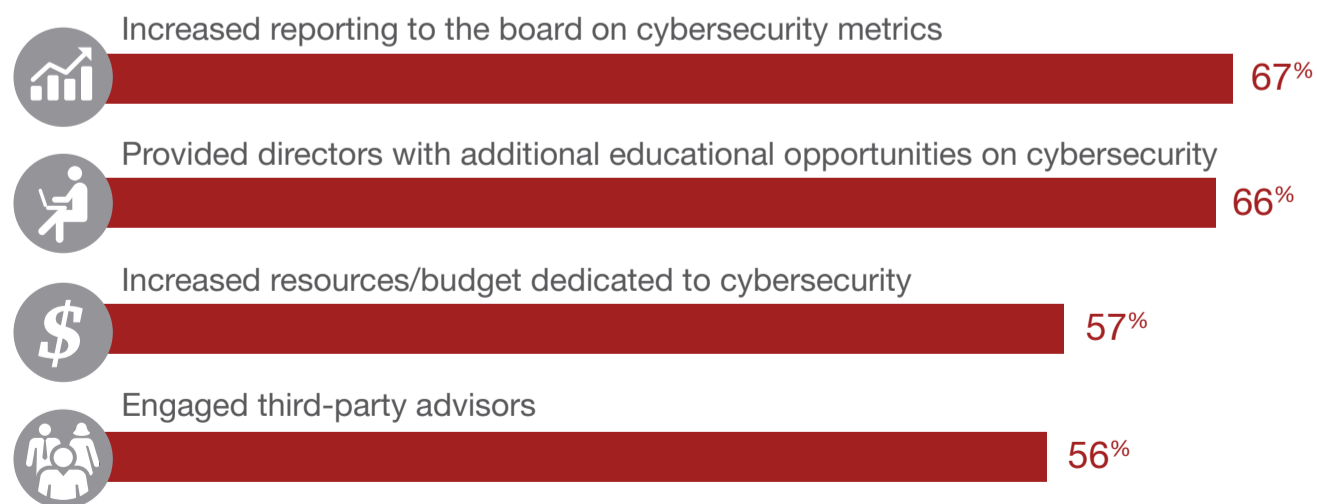 Increased reporting to the board on cybersecurity metrics
67%
Provided directors with additional educational opportunities on cybersecurity
66%
Increased resources/budget dedicated to cybersecurity
$
57%
Engaged third-party advisors
56%